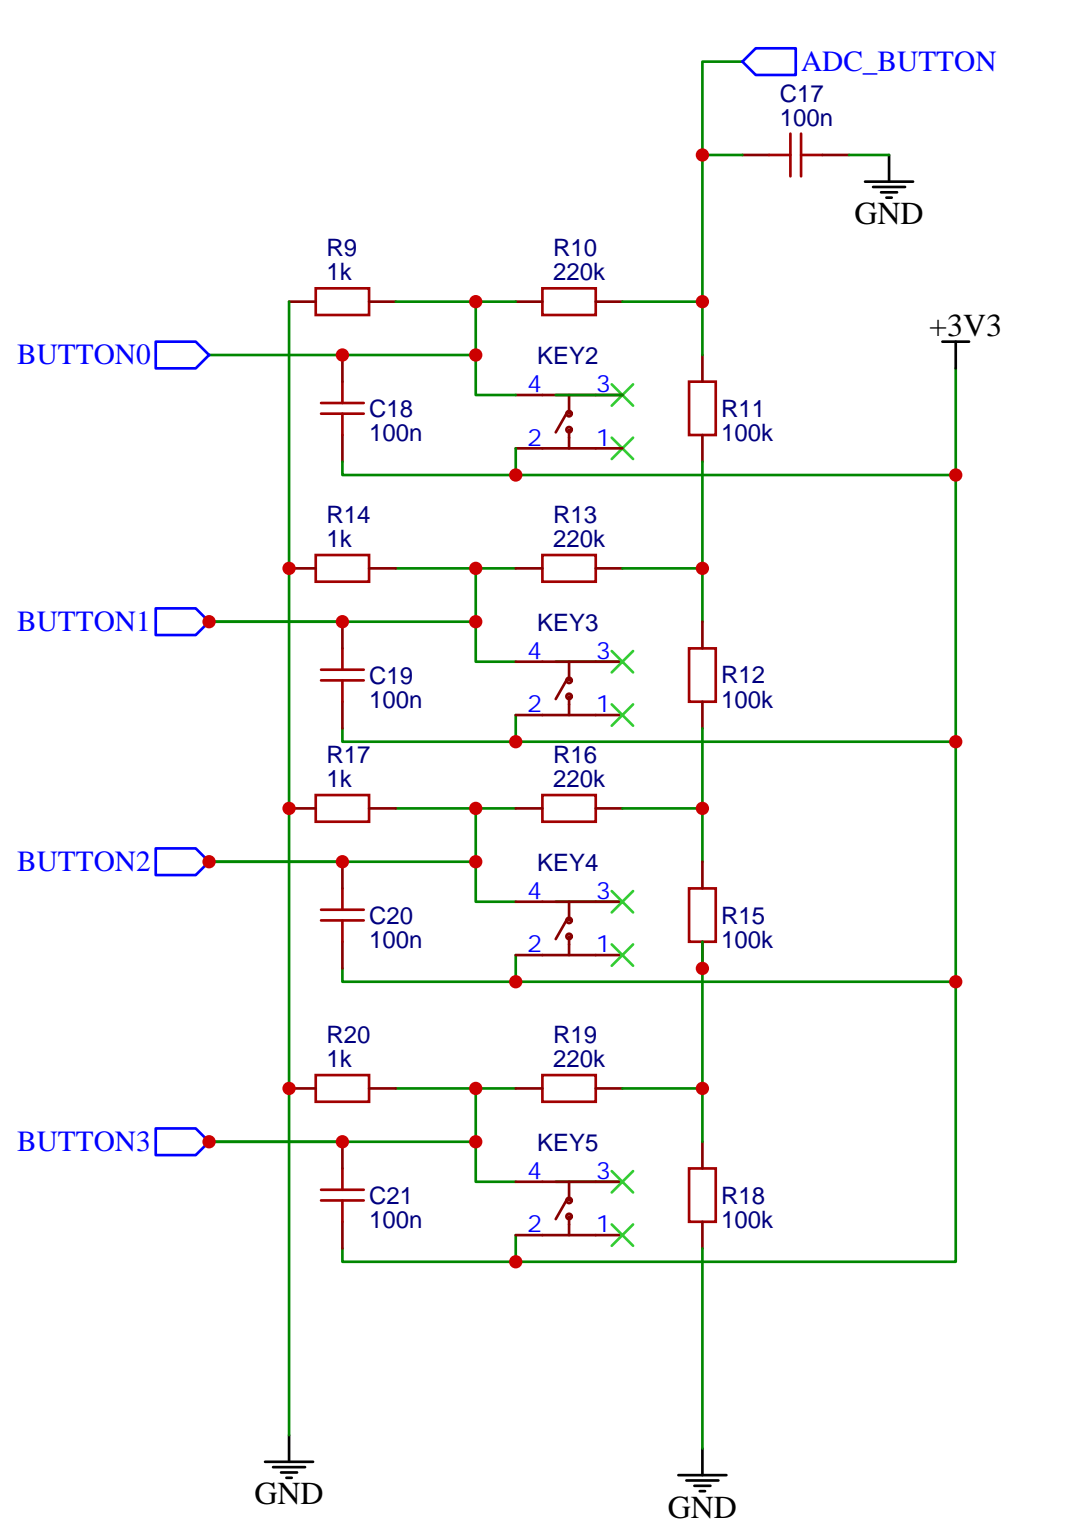 ADC_BUTTON
C17
100n
GND
R9
1k
R10
220k
+3V3
BUTTON0
KEY2
4 3
C18
100n
2 1
R11
100k
R14
1k
R13
220k
BUTTON1
KEY3
4 3
C19
100n
2 1
R12
100k
R17
1k
R16
220k
BUTTON2
KEY4
4 3
C20
100n
2 1
R15
100k
R20
1k
R19
220k
BUTTON3
KEY5
4 3
C21
100n
2 1
R18
100k
GND
GND